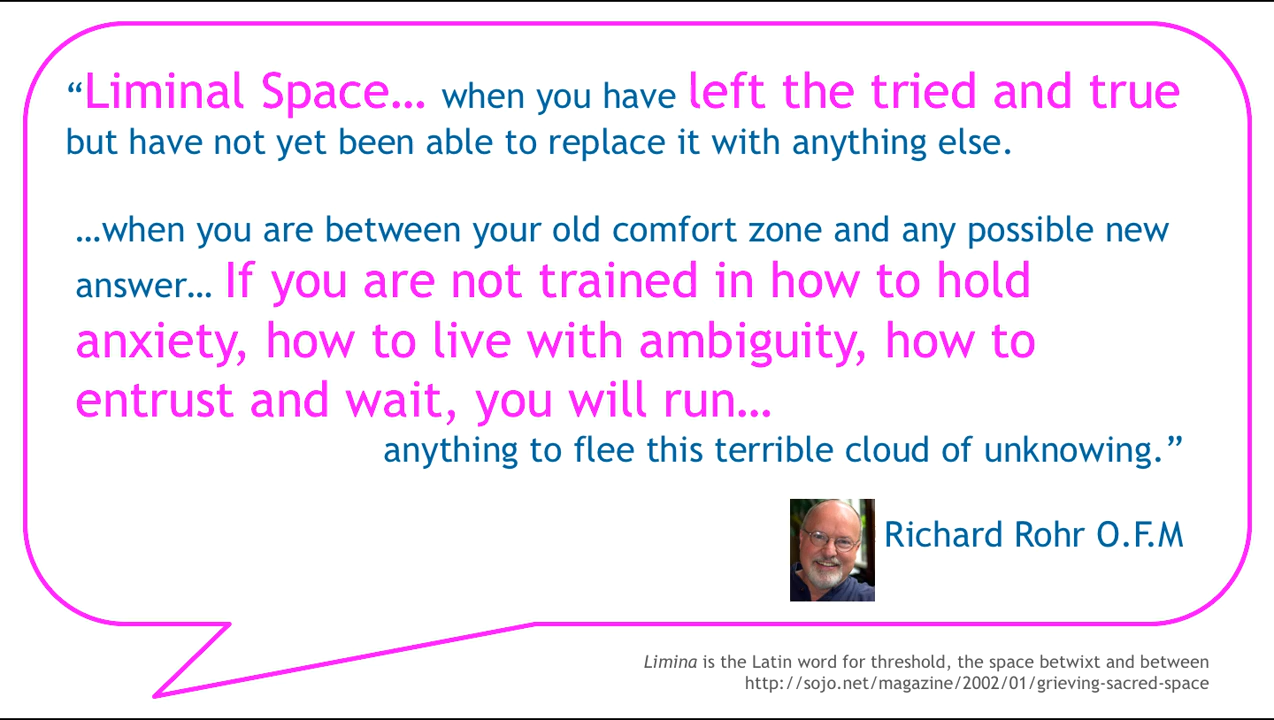 “Liminal Space… when you have left the tried and true
but have not yet been able to replace it with anything else.
…when you are between your old comfort zone and any possible new
answer… If you are not trained in how to hold
anxiety, how to live with ambiguity, how to
entrust and wait, you will run…
anything to flee this terrible cloud of unknowing.”
Richard Rohr O.F.M
Limina is the Latin word for threshold, the space betwixt and between
http://sojo.net/magazine/2002/01/grieving-sacred-space